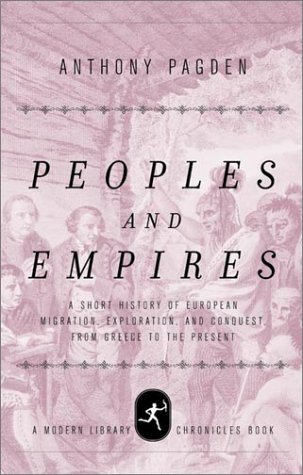 ANTHONY PAGDEN
PEOPLES
AND
EMPIRES
A SHORT HISTORY OF EUROPEAN
MIGRATION, EXPLORATION, AND CONQUEST,
FROM GREECE TO THE PRESENT
A MODERN LIBRARY CHRONICLES BOOK